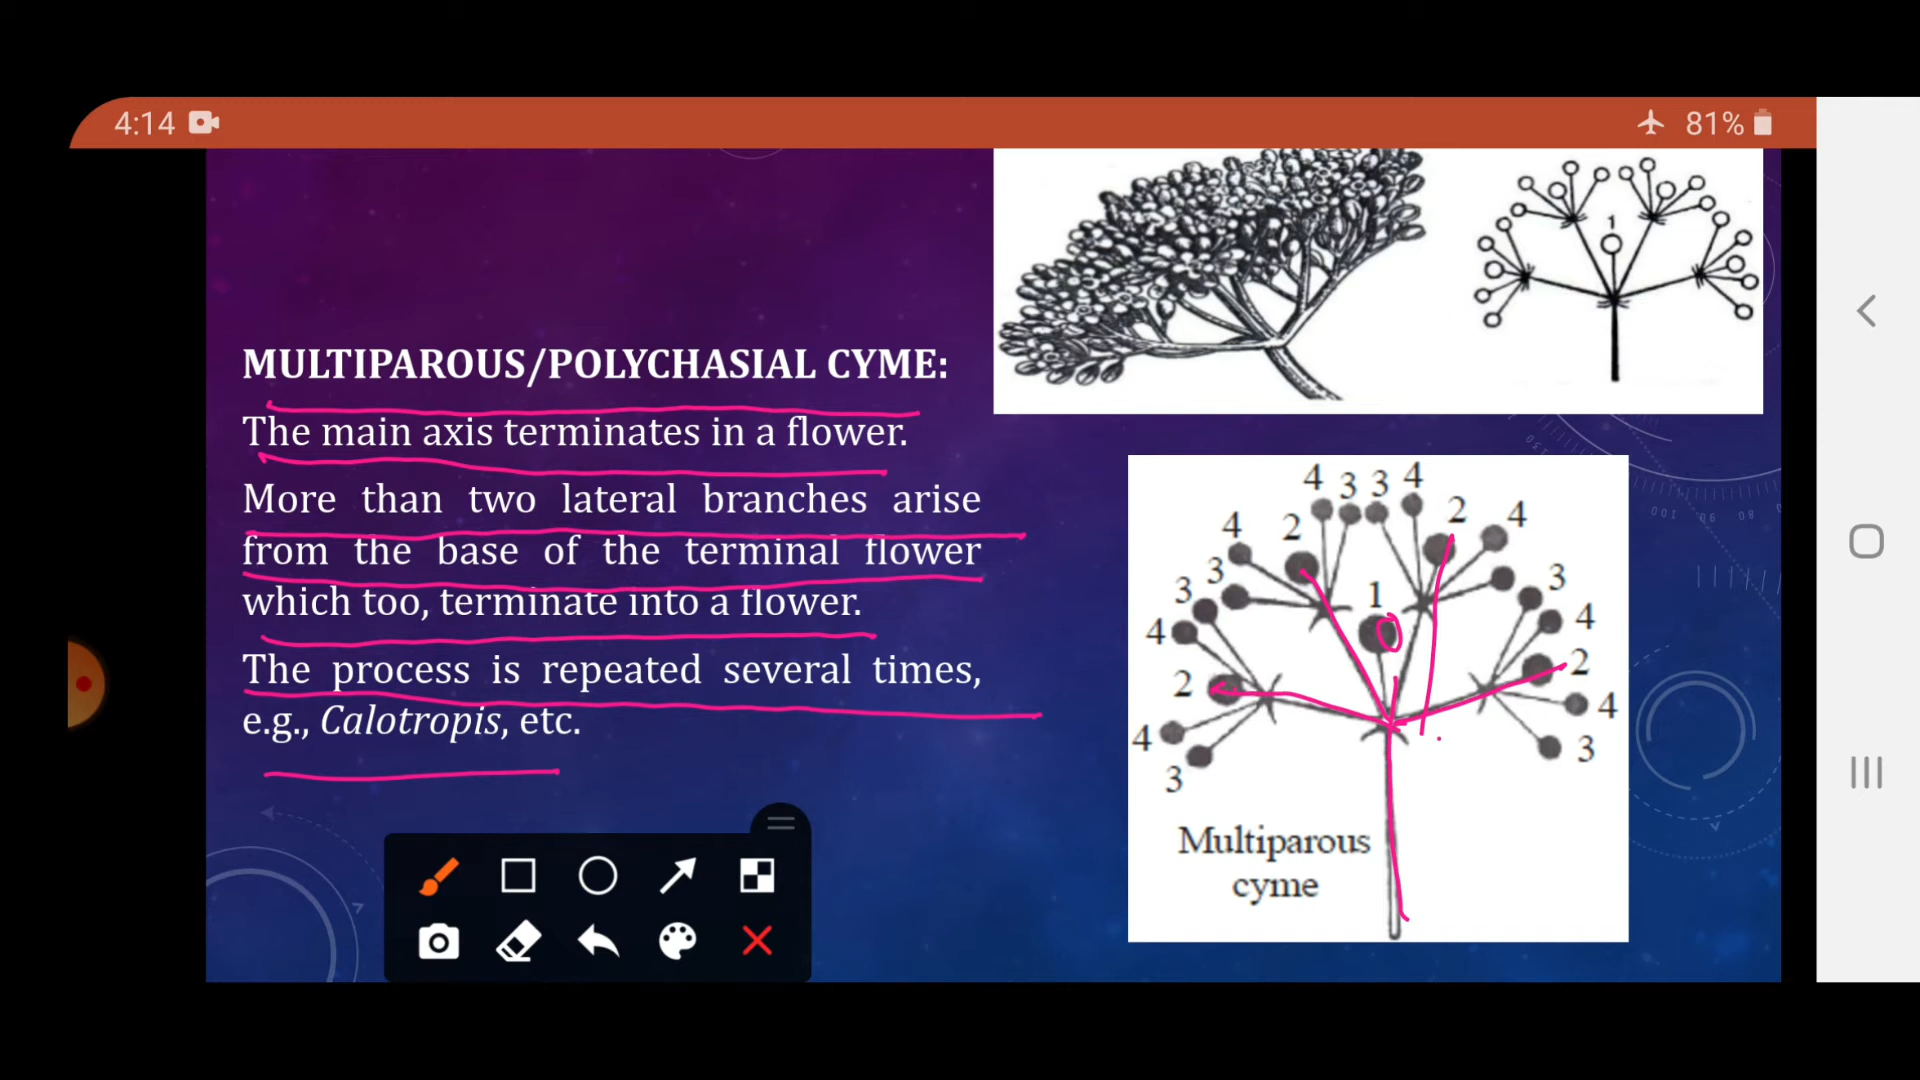 4:14
81%
MULTIPAROUS/POLYCHASIAL CYME:
The main axis terminates in a flower.
More than two lateral branches arise
from the base of the terminal flower
which too, terminate into a flower.
The process is repeated several times,
e.g., Calotropis, etc.
1
4 3 3 4
4 2 2 4
3 1 3
3 4
4 2
2 4
4 3
3
Multiparous
cyme
100 90 80